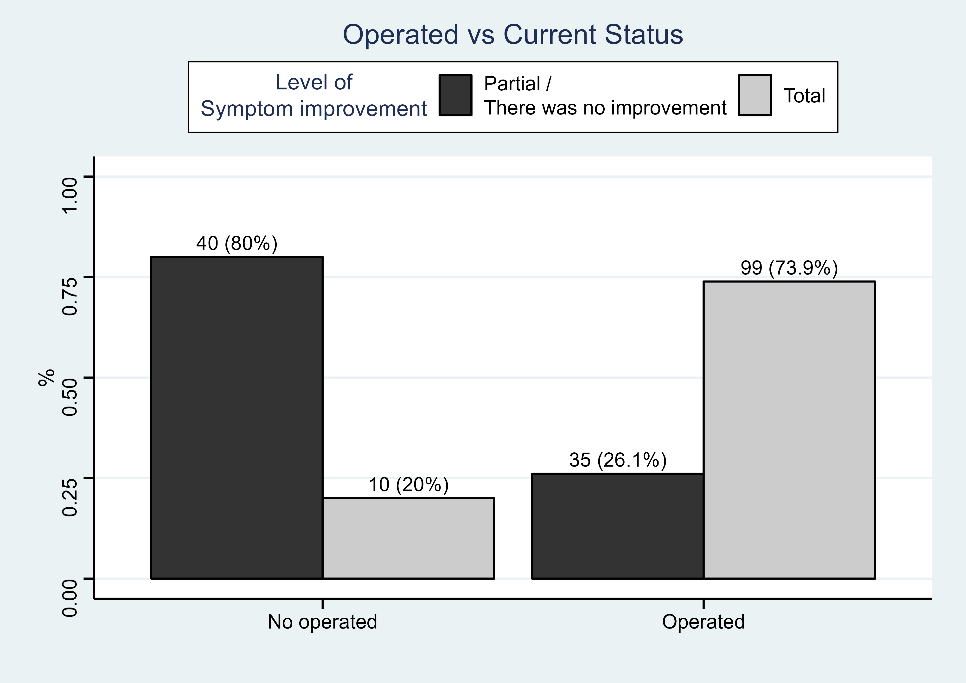 Operated vs Current Status
Level of
Symptom improvement
Partial /
There was no improvement
Total
%
1.00
0.75
0.50
0.25
0.00
40 (80%)
10 (20%)
35 (26.1%)
99 (73.9%)
No operated
Operated